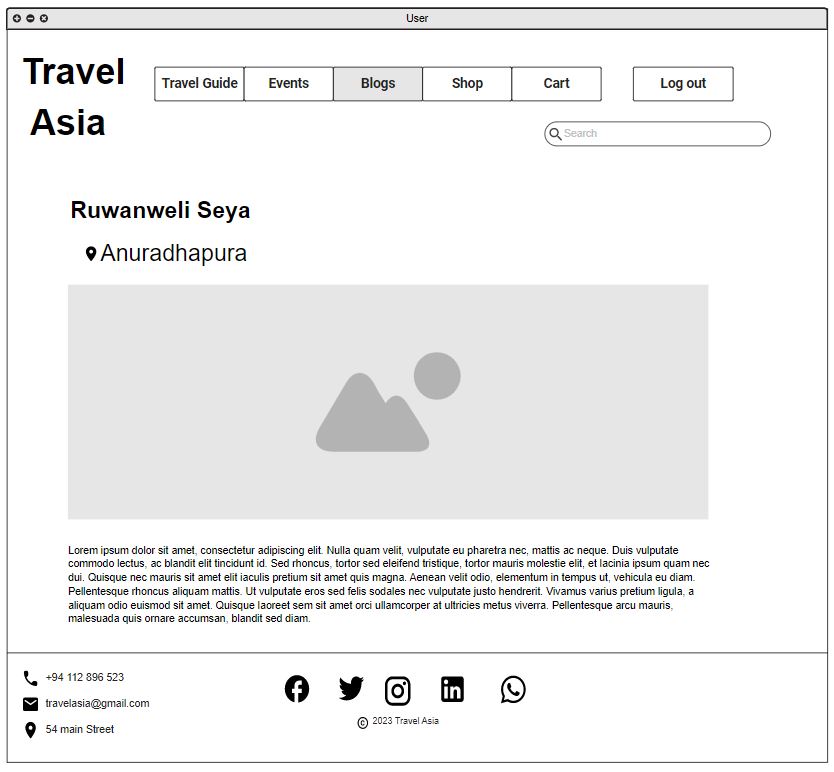 User
Travel
Asia
Travel Guide
Events
Blogs
Shop
Cart
Log out
Search
Ruwanweli Seya
Anuradhapura
Lorem ipsum dolor sit amet, consectetur adipiscing elit. Nulla quam velit, vulputate eu pharetra nec, mattis ac neque. Duis vulputate
commodo lectus, ac blandit elit tincidunt id. Sed rhoncus, tortor sed eleifend tristique, tortor mauris molestie elit, et lacinia ipsum quam nec
dui. Quisque nec mauris sit amet elit iaculis pretium sit amet quis magna. Aenean velit odio, elementum in tempus ut, vehicula eu diam.
Pellentesque rhoncus aliquam mattis. Ut vulputate eros sed felis sodales nec vulputate justo hendrerit. Vivamus varius pretium ligula, a
aliquam odio euismod sit amet. Quisque laoreet sem sit amet orci ullamcorper at ultricies metus viverra. Pellentesque arcu mauris,
malesuada quis ornare accumsan, blandit sed diam.
+94 112 896 523
travelasia@gmail.com
54 main Street
© 2023 Travel Asia